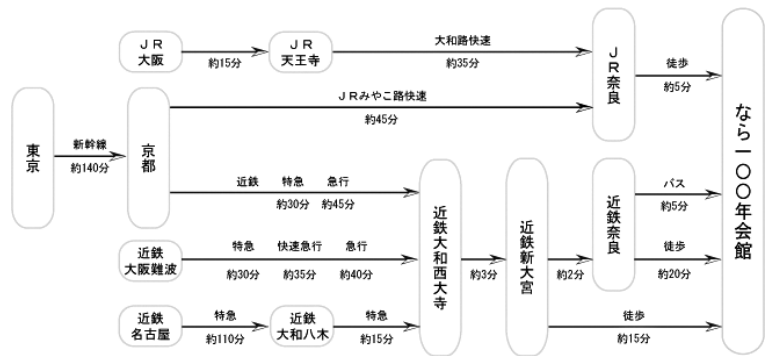 ＪＲ
大阪
約15分
ＪＲ
天王寺
大和路快速
約35分
ＪＲ奈良
徒歩
約5分
なら一〇〇年会館
東京
新幹線
約140分
京都
ＪＲみやこ路快速
約45分
近鉄 特急 急行
約30分 約45分
近鉄大和西大寺
近鉄
大阪難波
特急 快速急行 急行
約30分 約35分 約40分
約3分
近鉄新大宮
約2分
近鉄奈良
バス
約5分
徒歩
約20分
近鉄
名古屋
特急
約110分
近鉄
大和八木
特急
約15分
徒歩
約15分